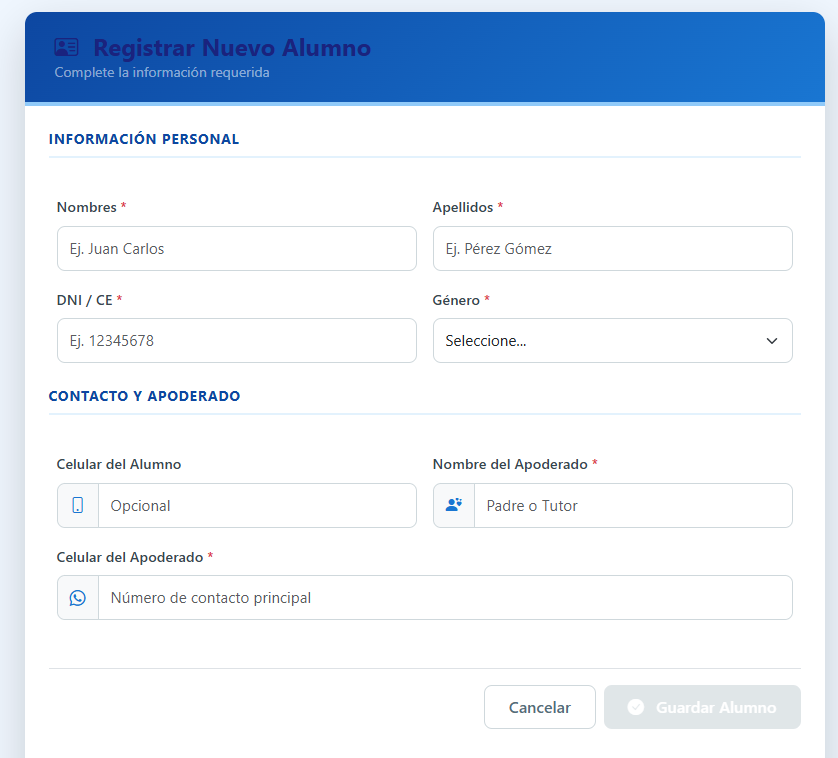 Registrar Nuevo Alumno
Complete la información requerida
INFORMACIÓN PERSONAL
Nombres *
Apellidos *
Ej. Juan Carlos
Ej. Pérez Gómez
DNI / CE *
Género *
Ej. 12345678
Seleccione...
CONTACTO Y APODERADO
Celular del Alumno
Nombre del Apoderado *
Opcional
Padre o Tutor
Celular del Apoderado *
Número de contacto principal
Cancelar
Guardar Alumno